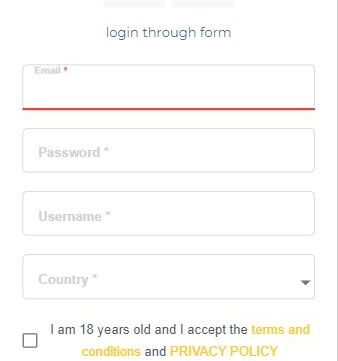 login through form
Email *
Password *
Username *
Country *
I am 18 years old and I accept the terms and
conditions and PRIVACY POLICY